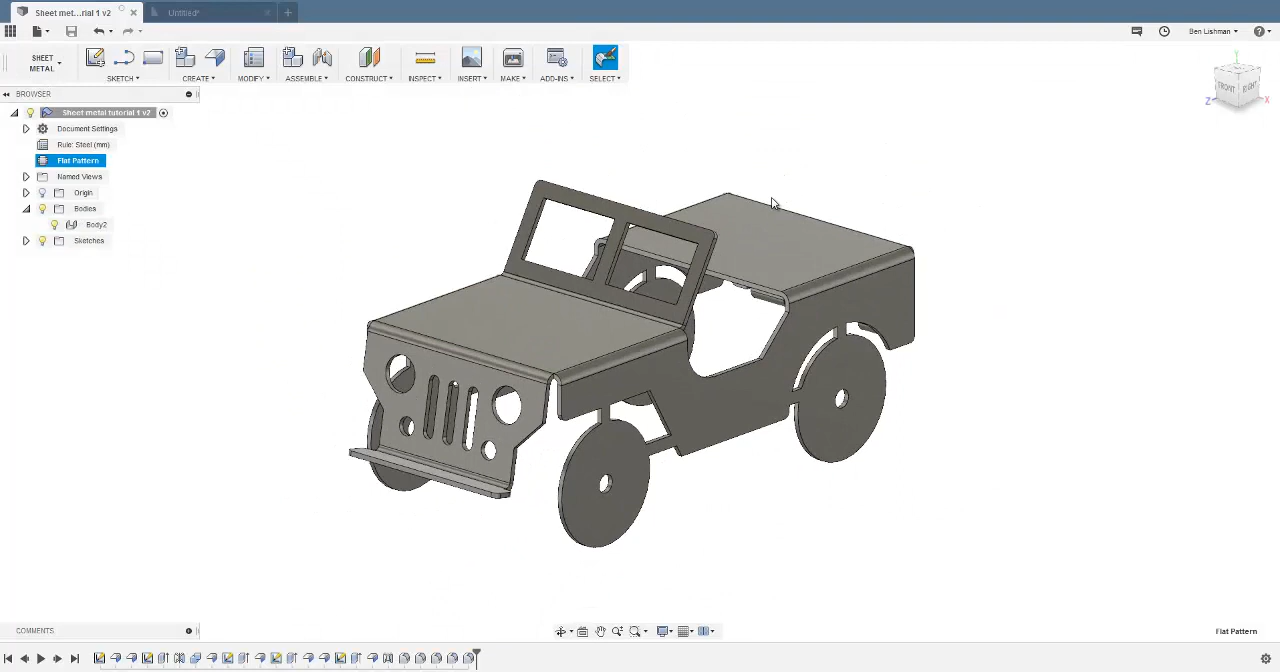 Sheet met...rial 1 v2
Untitled*
Ben Lishman
SHEET
METAL
SKETCH
CREATE
MODIFY
ASSEMBLE
CONSTRUCT
INSPECT
INSERT
MAKE
ADD-INS
SELECT
BROWSER
Sheet metal tutorial 1 v2
Document Settings
Rule: Steel (mm)
Flat Pattern
Named Views
Origin
Bodies
Body2
Sketches
Y
FRONT
RIGHT
Z
X
COMMENTS
Flat Pattern